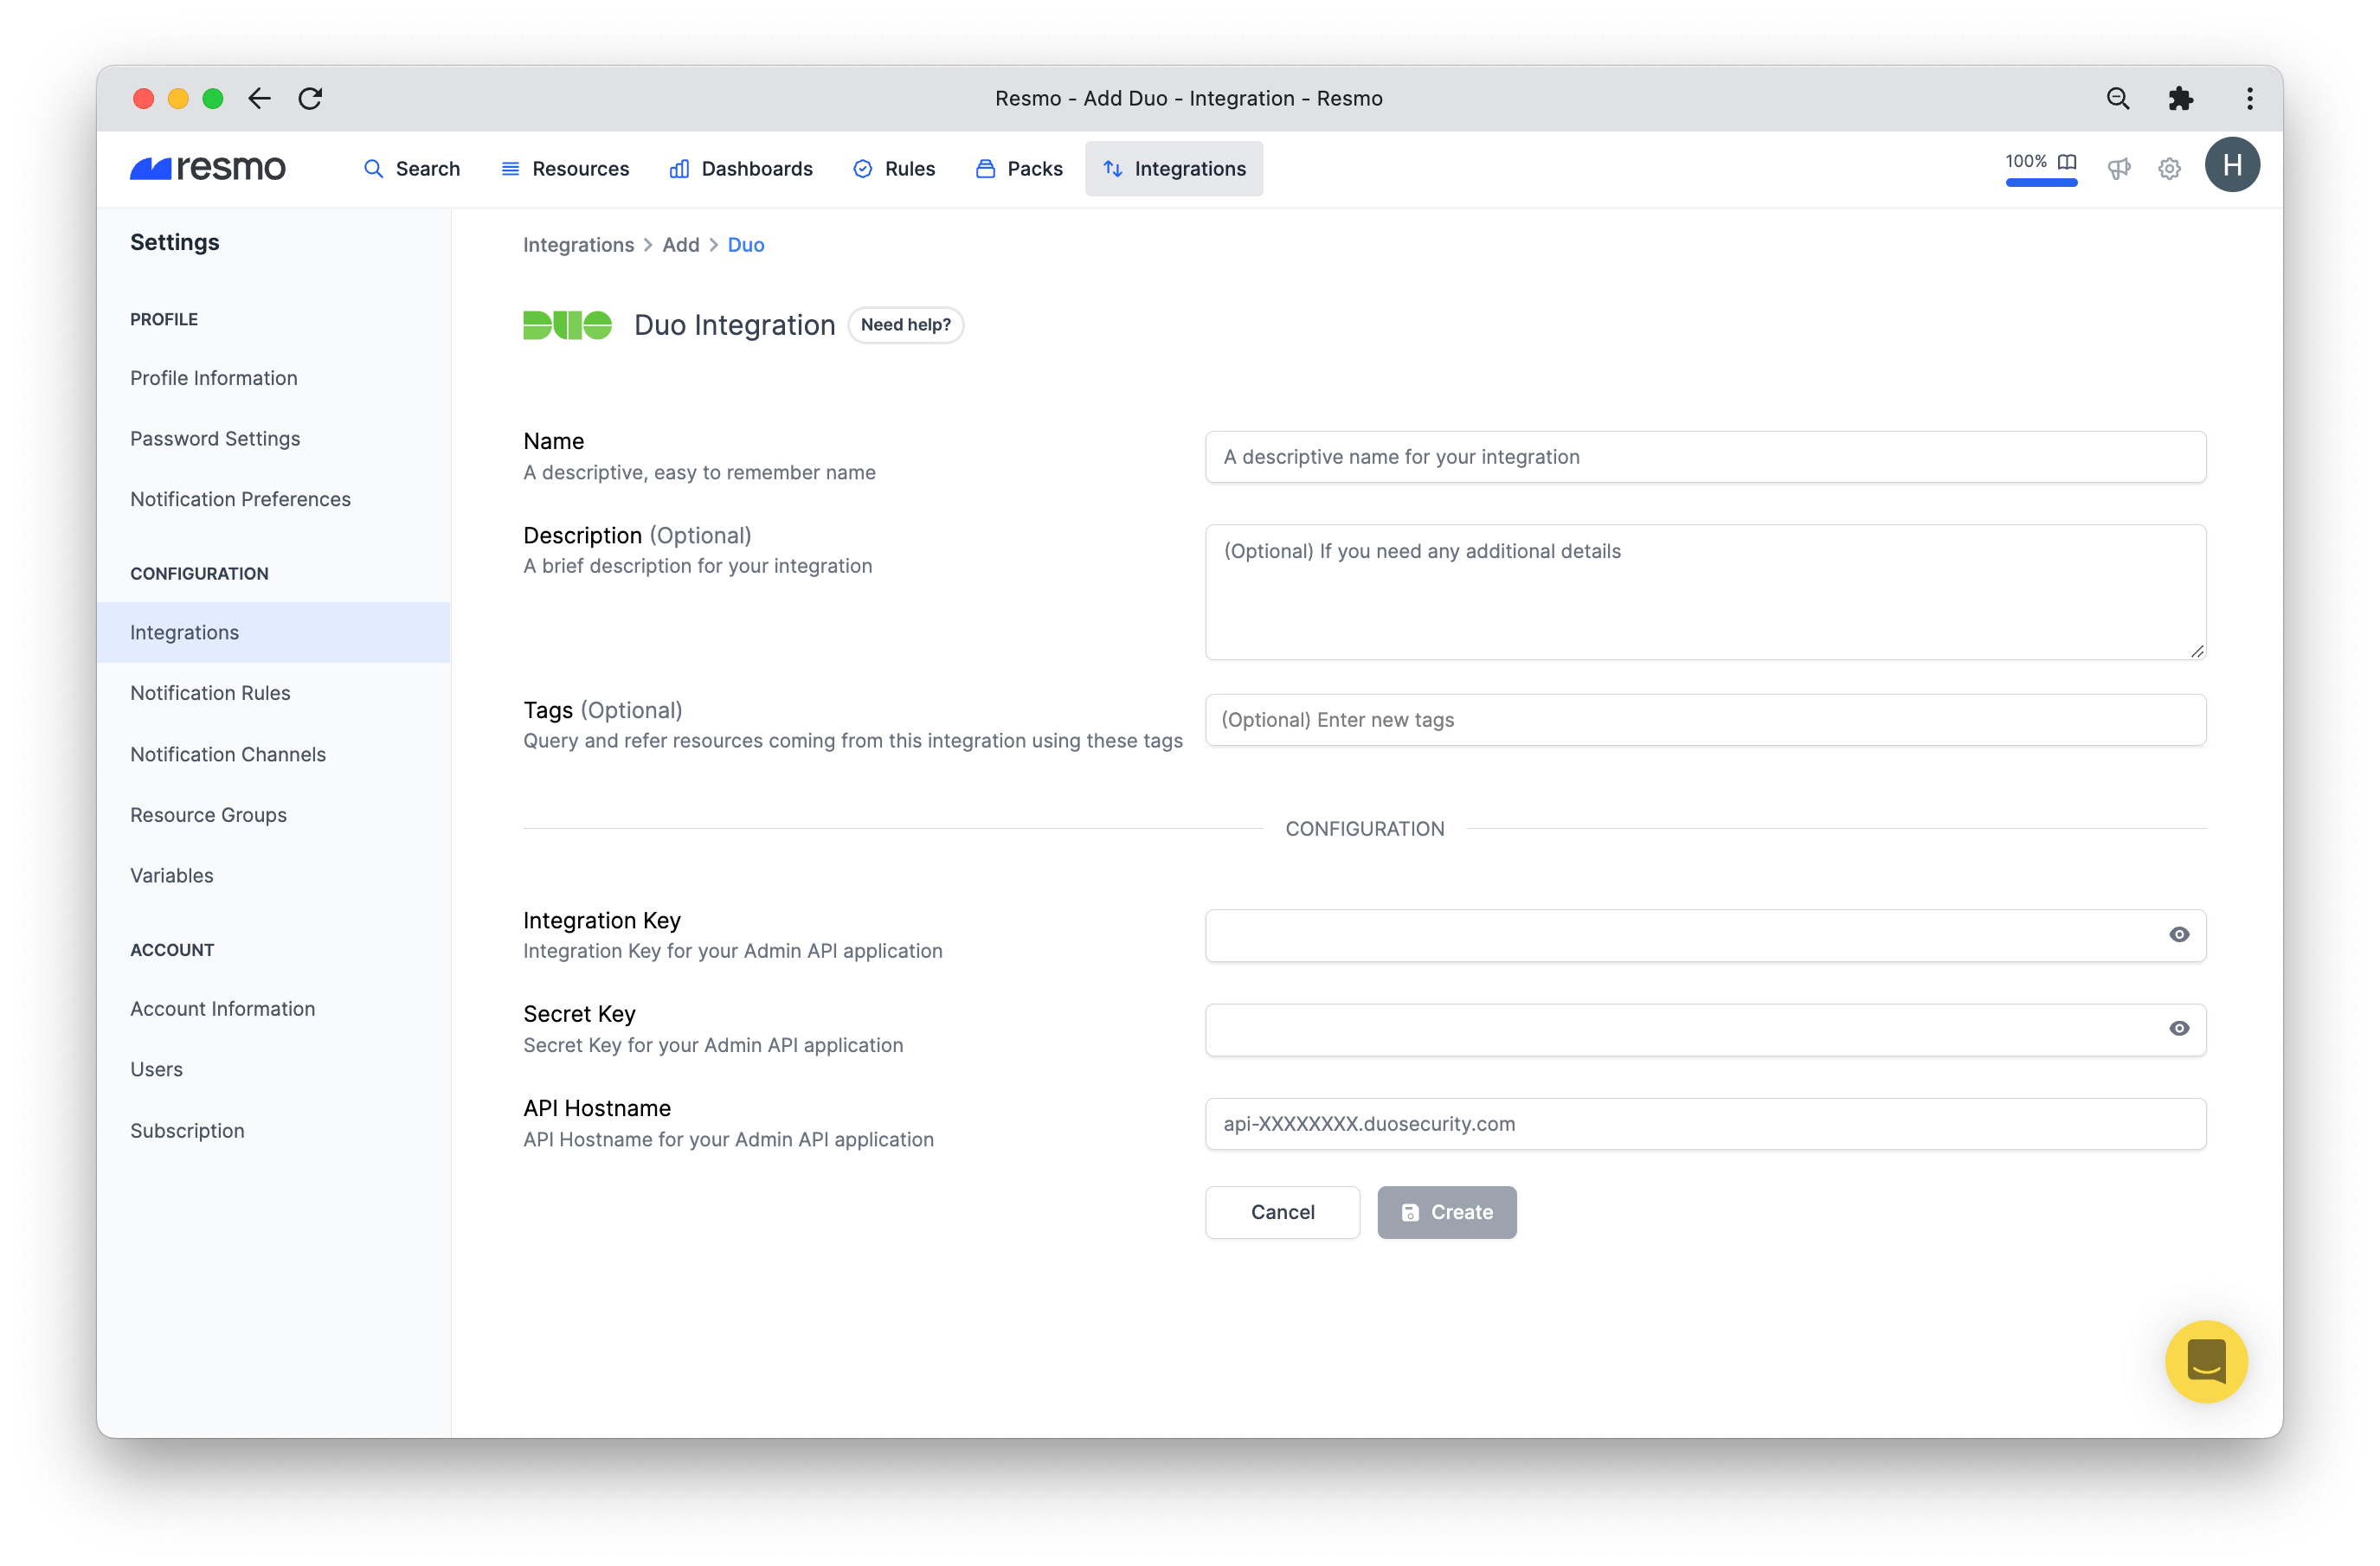 Resmo - Add Duo - Integration - Resmo
resmo
Search
Resources
Dashboards
Rules
Packs
Integrations
100%
H
Settings
PROFILE
Profile Information
Password Settings
Notification Preferences
CONFIGURATION
Integrations
Notification Rules
Notification Channels
Resource Groups
Variables
ACCOUNT
Account Information
Users
Subscription
Integrations > Add > Duo
DUO
Duo Integration
Need help?
Name
A descriptive, easy to remember name
A descriptive name for your integration
Description (Optional)
A brief description for your integration
(Optional) If you need any additional details
Tags (Optional)
Query and refer resources coming from this integration using these tags
(Optional) Enter new tags
CONFIGURATION
Integration Key
Integration Key for your Admin API application
Secret Key
Secret Key for your Admin API application
API Hostname
API Hostname for your Admin API application
api-XXXXXXXX.duosecurity.com
Cancel
Create